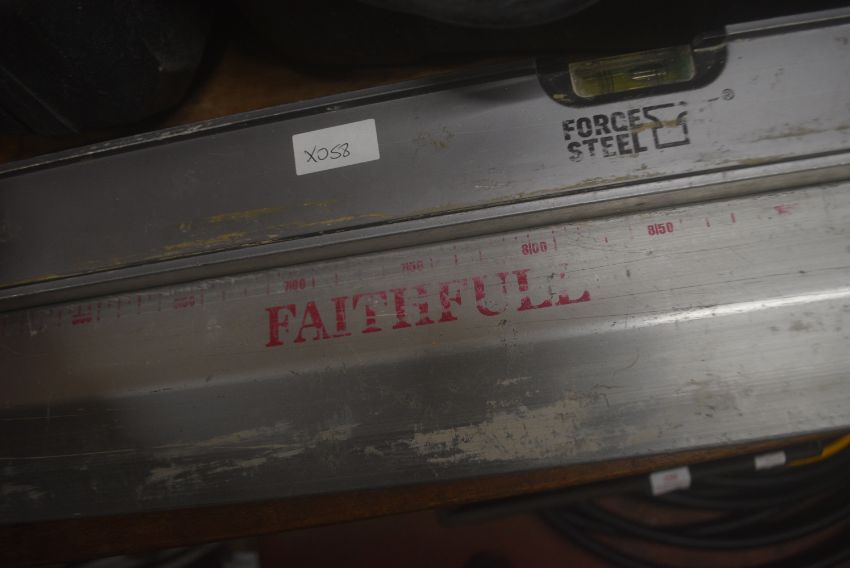 FORCE
STEEL
®
X058
8150
8100
FAITHFULL